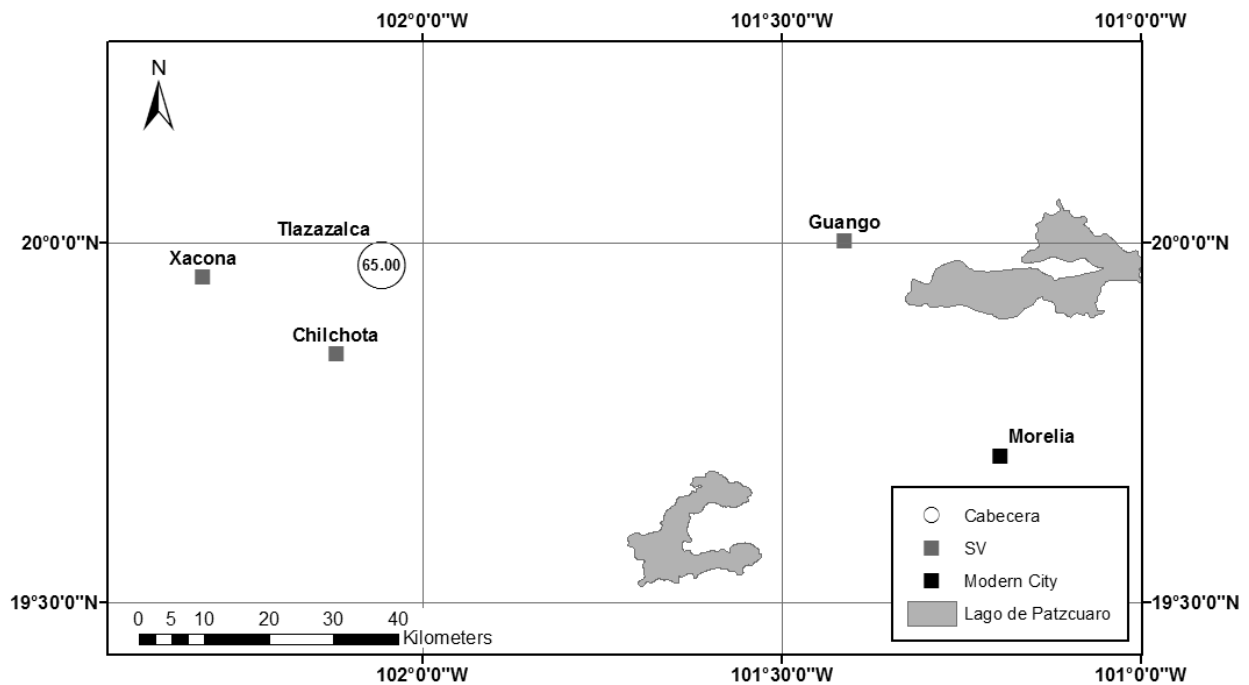 102°0'0"W 101°30'0"W 101°0'0"W
N
Guango
Tlazazalca
20°0'0"N 20°0'0"N
Xacona
65.00
Chilchota
Morelia
Cabecera
SV
Modern City
Lago de Patzcuaro
19°30'0"N 19°30'0"N
0 5 10 20 30 40
Kilometers
102°0'0"W 101°30'0"W 101°0'0"W